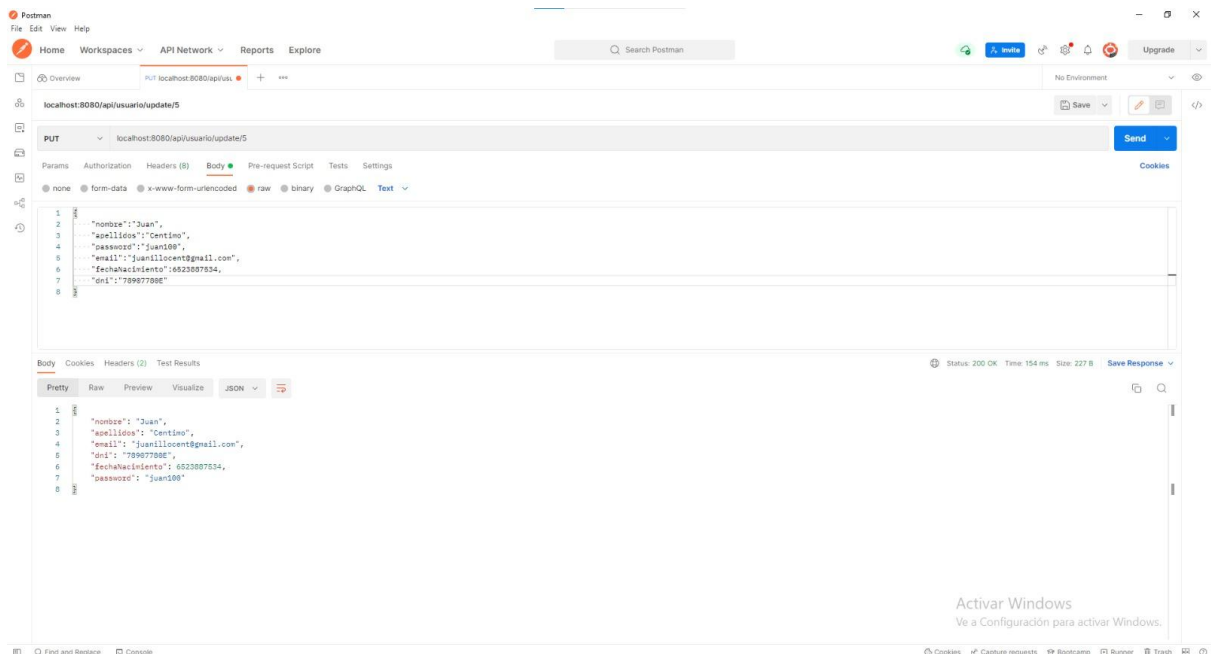 Postman
File Edit View Help
Home Workspaces API Network Reports Explore Search Postman Invite Upgrade
Overview PUT localhost:8080/api/usu No Environment
localhost:8080/api/usuario/update/5 Save
PUT localhost:8080/api/usuario/update/5 Send
Params Authorization Headers (8) Body Pre-request Script Tests Settings Cookies
none form-data x-www-form-urlencoded raw binary GraphQL Text
1 {
2 "nombre":"Juan",
3 "apellidos":"Centimo",
4 "password":"juan100",
5 "email":"juanillocent@gmail.com",
6 "fechaNacimiento":6523887534,
7 "dni":"78907780E"
8 }
Body Cookies Headers (2) Test Results Status: 200 OK Time: 154 ms Size: 227 B Save Response
Pretty Raw Preview Visualize JSON
1 {
2 "nombre": "Juan",
3 "apellidos": "Centimo",
4 "email": "juanillocent@gmail.com",
5 "dni": "78907780E",
6 "fechaNacimiento": 6523887534,
7 "password": "juan100"
8 }
Activar Windows
Ve a Configuración para activar Windows.
Find and Replace Console Cookies Capture requests Bootcamp Runner Trash